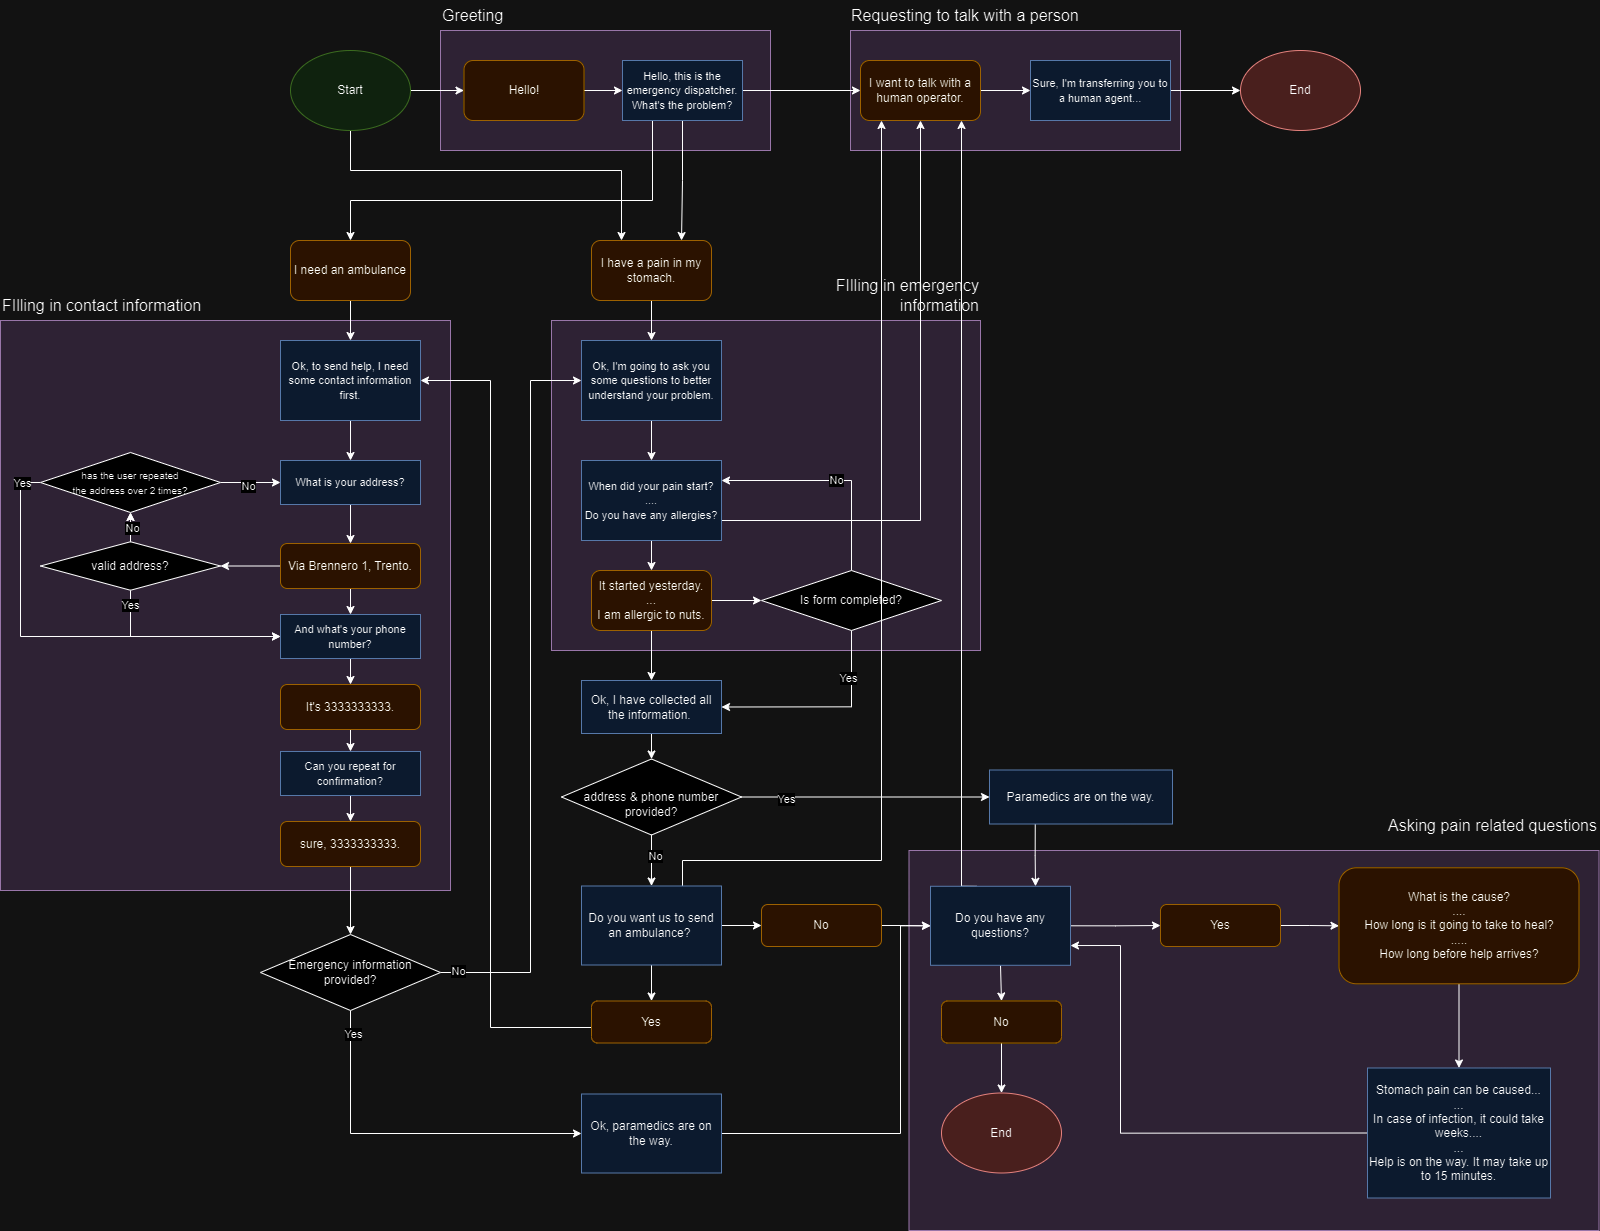 Greeting
Requesting to talk with a person
Start
Hello!
Hello, this is the
emergency dispatcher.
What's the problem?
I want to talk with a
human operator.
Sure, I'm transferring you to
a human agent...
End
I need an ambulance
I have a pain in my
stomach.
FIlling in contact information
FIlling in emergency
information
Ok, to send help, I need
some contact information
first.
Ok, I'm going to ask you
some questions to better
understand your problem.
has the user repeated
the address over 2 times?
Yes
No
What is your address?
No
valid address?
Yes
Via Brennero 1, Trento.
And what's your phone
number?
It's 3333333333.
Can you repeat for
confirmation?
sure, 3333333333.
When did your pain start?
....
Do you have any allergies?
No
It started yesterday.
...
I am allergic to nuts.
Is form completed?
Yes
Ok, I have collected all
the information.
address & phone number
provided?
Yes
No
Paramedics are on the way.
Asking pain related questions
Do you want us to send
an ambulance?
No
Yes
Emergency information
provided?
No
Yes
Ok, paramedics are on
the way.
Do you have any
questions?
Yes
What is the cause?
....
How long is it going to take to heal?
.....
How long before help arrives?
No
End
Stomach pain can be caused...
...
In case of infection, it could take
weeks....
...
Help is on the way. It may take up
to 15 minutes.